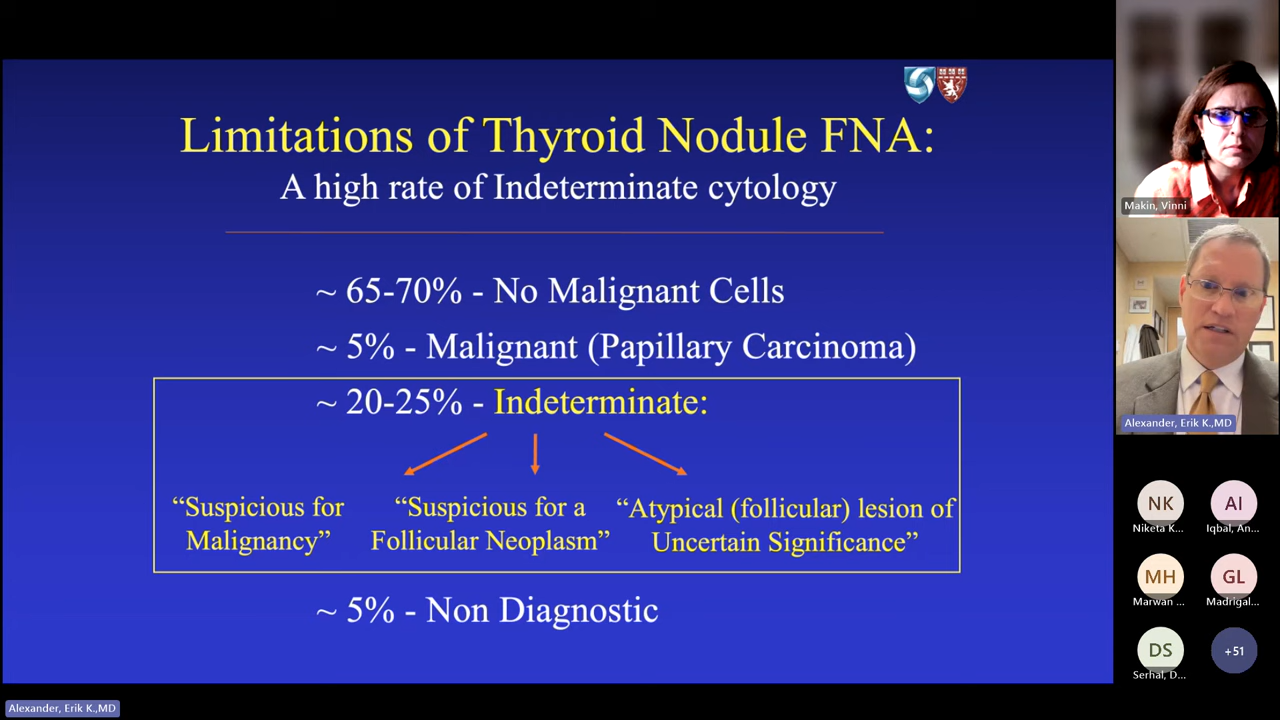 Limitations of Thyroid Nodule FNA:
A high rate of Indeterminate cytology
~ 65-70% - No Malignant Cells
~ 5% - Malignant (Papillary Carcinoma)
~ 20-25% - Indeterminate:
“Suspicious for
Malignancy”
“Suspicious for a
Follicular Neoplasm”
“Atypical (follicular) lesion of
Uncertain Significance”
~ 5% - Non Diagnostic
Makin, Vinni
Alexander, Erik K.,MD
NK
Niketa K...
AI
Iqbal, An...
MH
Marwan ...
GL
Madrigal...
DS
Serhal, D...
+51
Alexander, Erik K.,MD